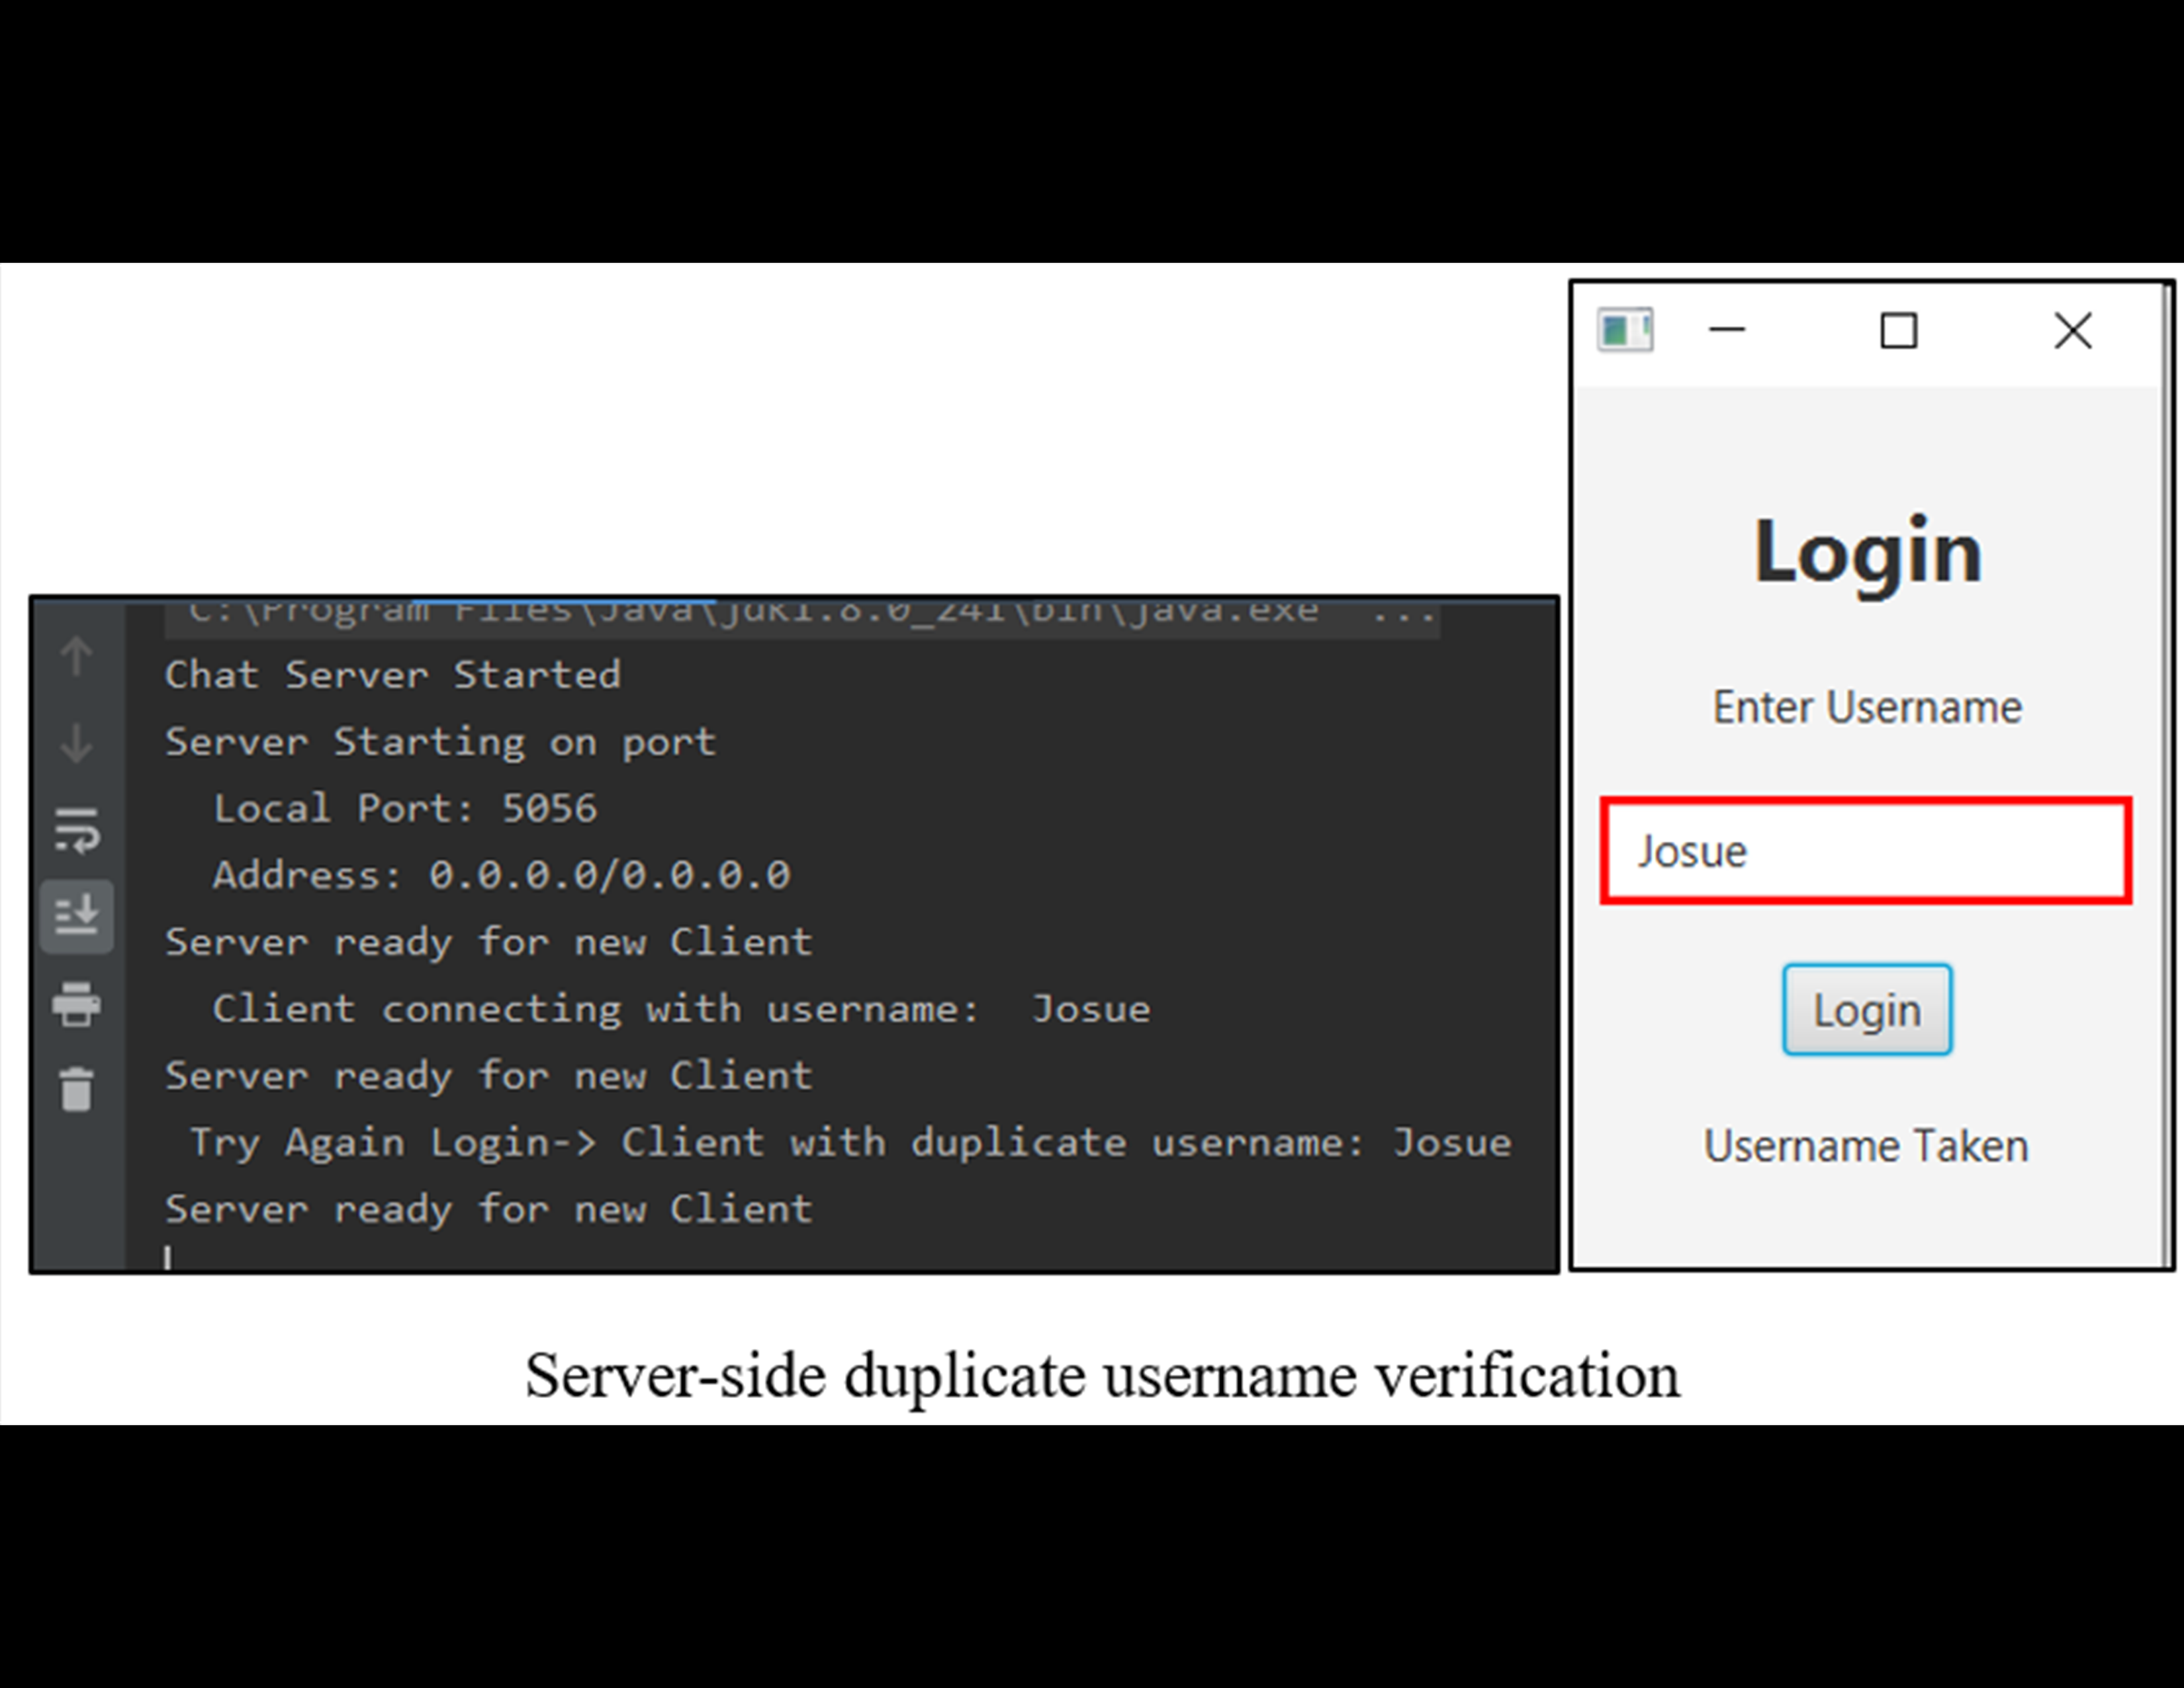 C:\Program Files\Java\jdk1.8.0_241\bin\java.exe ...
Chat Server Started
Server Starting on port
Local Port: 5056
Address: 0.0.0.0/0.0.0.0
Server ready for new Client
Client connecting with username:  Josue
Server ready for new Client
Try Again Login-> Client with duplicate username: Josue
Server ready for new Client
Login
Enter Username
Josue
Login
Username Taken
Server-side duplicate username verification